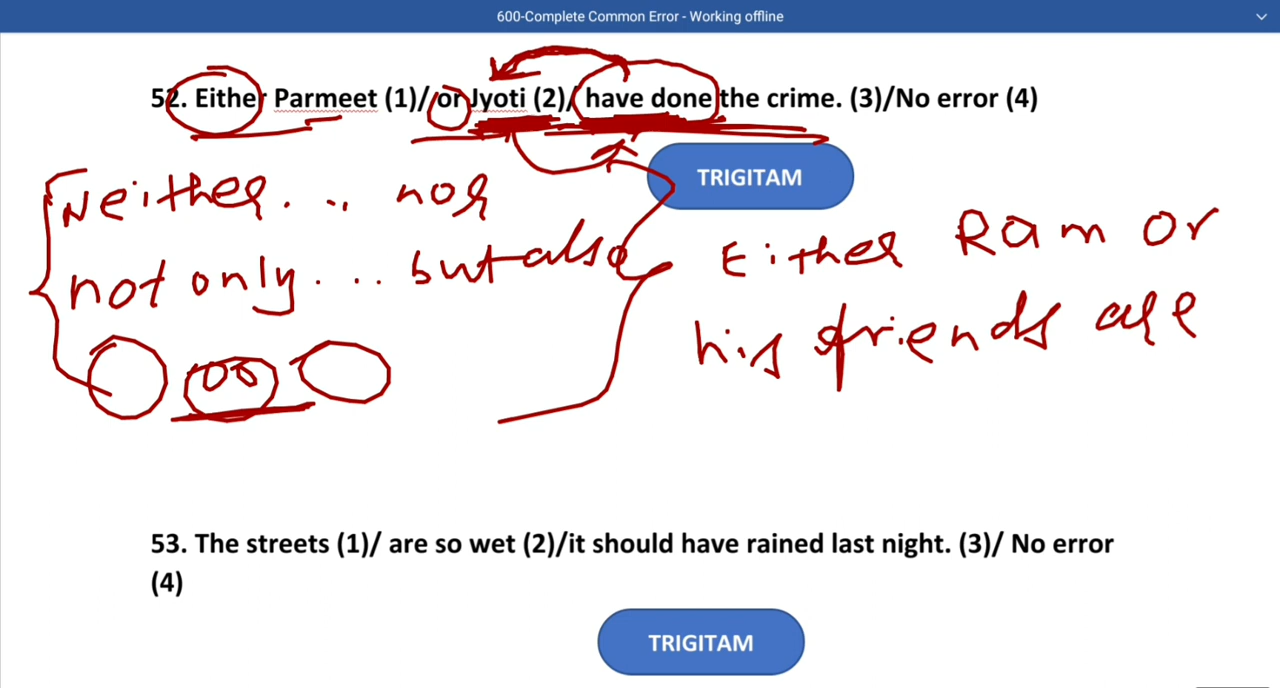 600-Complete Common Error - Working offline
52. Either Parmeet (1)/ or Jyoti (2)/ have done the crime. (3)/No error (4)
TRIGITAM
Neither... nor
not only... but also
or
Either Ram or
his friends are
53. The streets (1)/ are so wet (2)/it should have rained last night. (3)/ No error
(4)
TRIGITAM